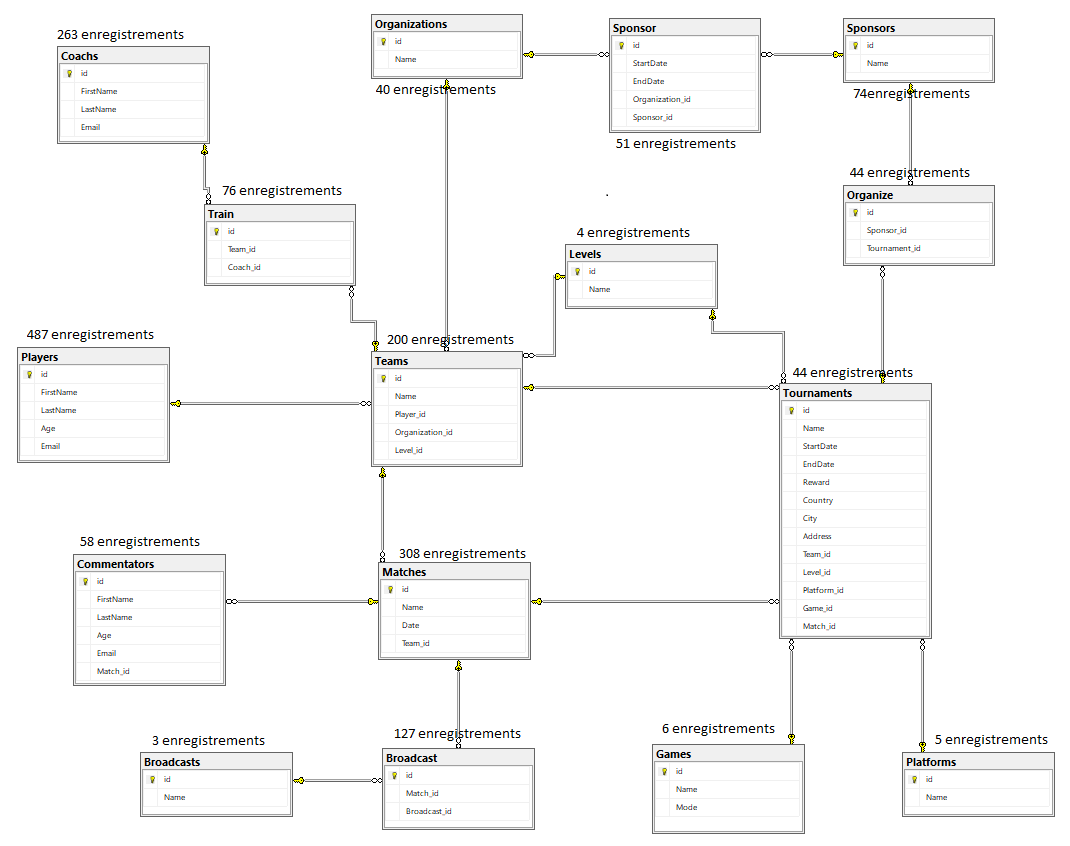 263 enregistrements
Coachs
id
FirstName
LastName
Email
Organizations
id
Name
40 enregistrements
Sponsor
id
StartDate
EndDate
Organization_id
Sponsor_id
51 enregistrements
Sponsors
id
Name
74enregistrements
44 enregistrements
Organize
id
Sponsor_id
Tournament_id
76 enregistrements
Train
id
Team_id
Coach_id
4 enregistrements
Levels
id
Name
487 enregistrements
Players
id
FirstName
LastName
Age
Email
200 enregistrements
Teams
id
Name
Player_id
Organization_id
Level_id
44 enregistrements
Tournaments
id
Name
StartDate
EndDate
Reward
Country
City
Address
Team_id
Level_id
Platform_id
Game_id
Match_id
58 enregistrements
Commentators
id
FirstName
LastName
Age
Email
Match_id
308 enregistrements
Matches
id
Name
Date
Team_id
3 enregistrements
Broadcasts
id
Name
127 enregistrements
Broadcast
id
Match_id
Broadcast_id
6 enregistrements
Games
id
Name
Mode
5 enregistrements
Platforms
id
Name